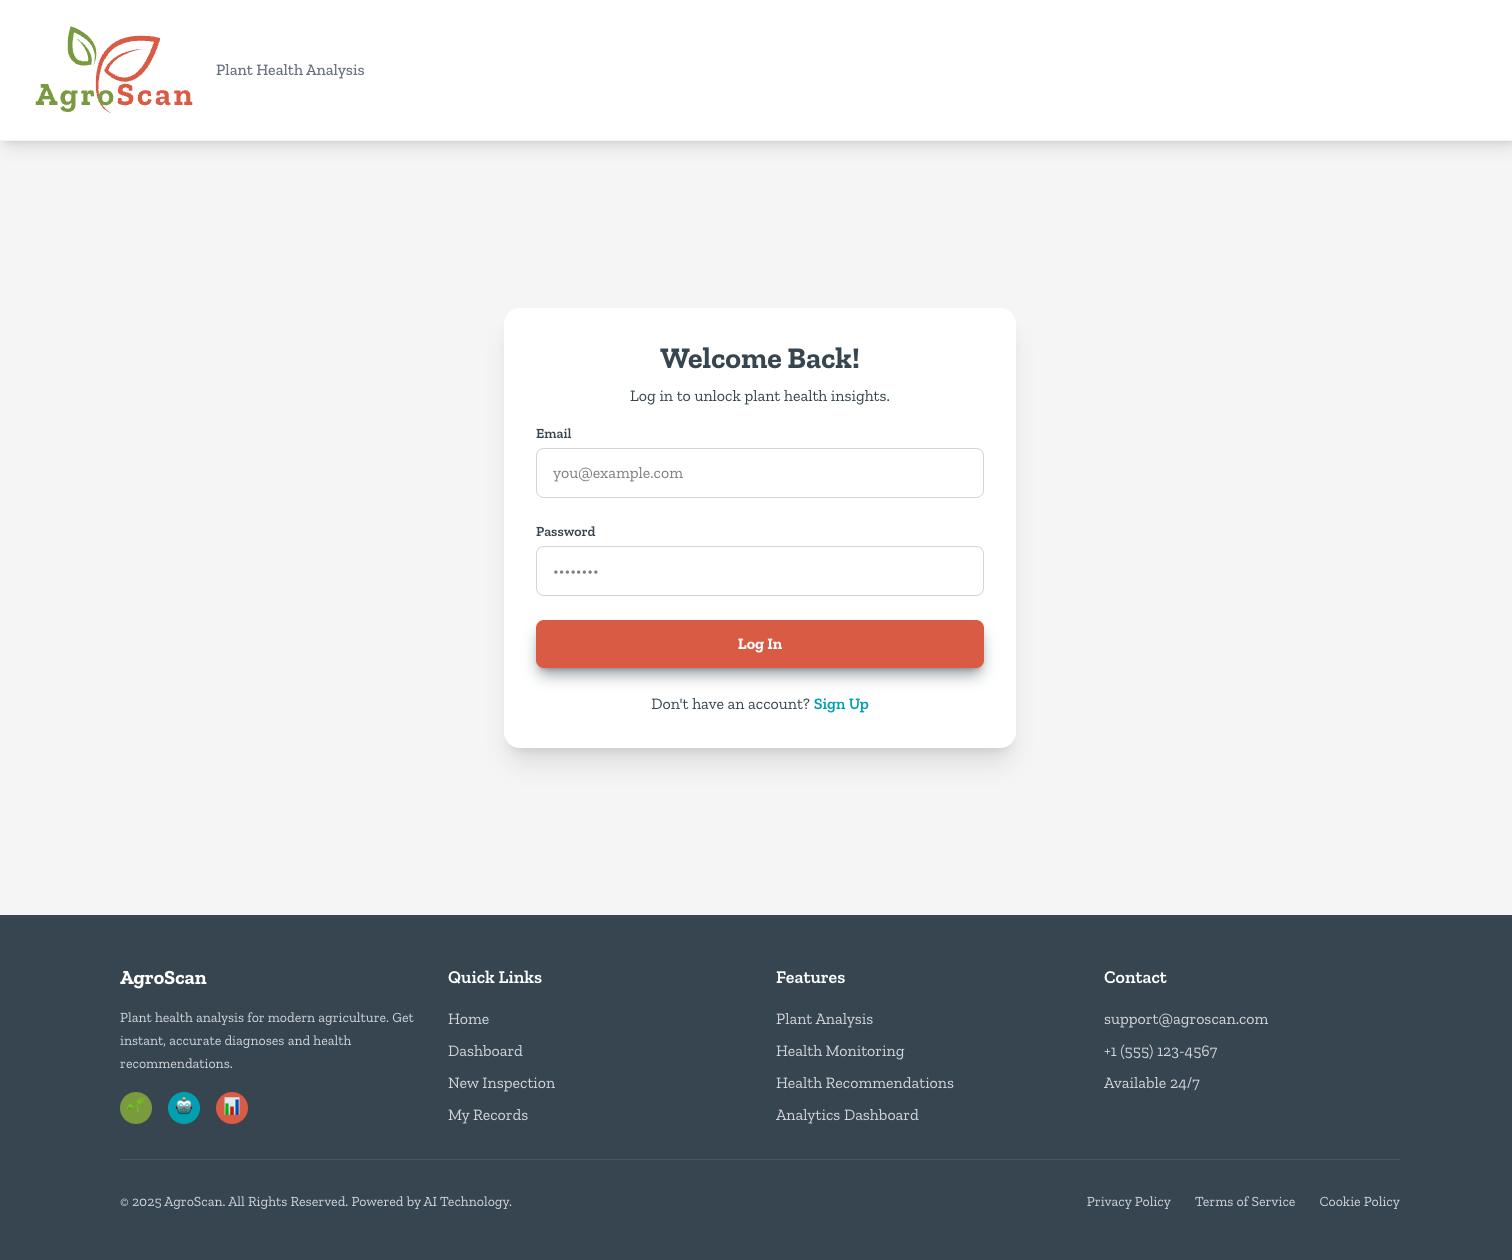 AgroScan
Plant Health Analysis
Welcome Back!
Log in to unlock plant health insights.
Email
you@example.com
Password
••••••••
Log In
Don't have an account? Sign Up
AgroScan
Plant health analysis for modern agriculture. Get
instant, accurate diagnoses and health
recommendations.
Quick Links
Home
Dashboard
New Inspection
My Records
Features
Plant Analysis
Health Monitoring
Health Recommendations
Analytics Dashboard
Contact
support@agroscan.com
+1 (555) 123-4567
Available 24/7
© 2025 AgroScan. All Rights Reserved. Powered by AI Technology.
Privacy Policy
Terms of Service
Cookie Policy